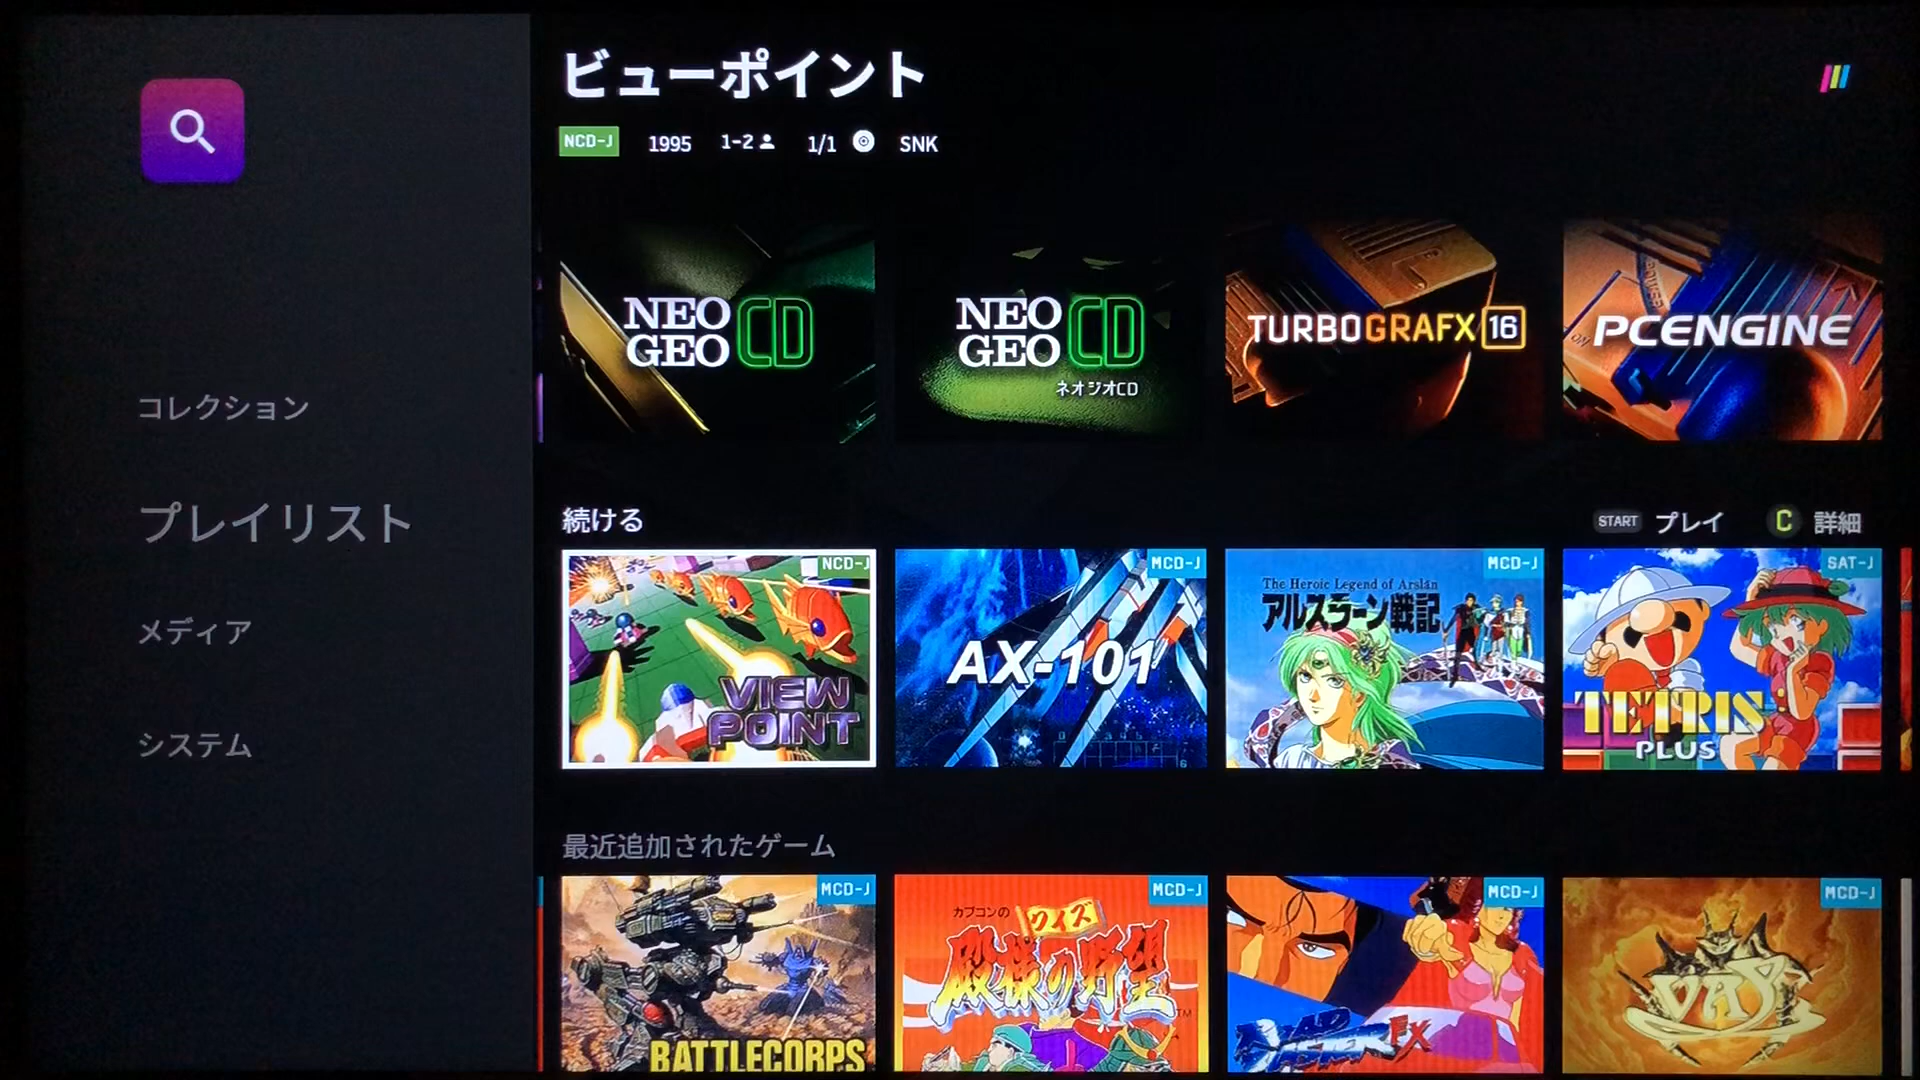 ビューポイント
NCD-J 1995 1-2 1/1 SNK
コレクション
プレイリスト
メディア
システム
NEO GEO CD
NEO GEO CD
ネオジオCD
TURBOGRAFX 16
PCENGINE
続ける
START プレイ C 詳細
NCD-J
VIEW POINT
MCD-J
AX-101
MCD-J
The Heroic Legend of Arslan
アルスラーン戦記
SAT-J
TETRIS
PLUS
最近追加されたゲーム
MCD-J
BATTLECORPS
MCD-J
カプコンの
クイズ
殿様の野望
TM
MCD-J
FX
MCD-J